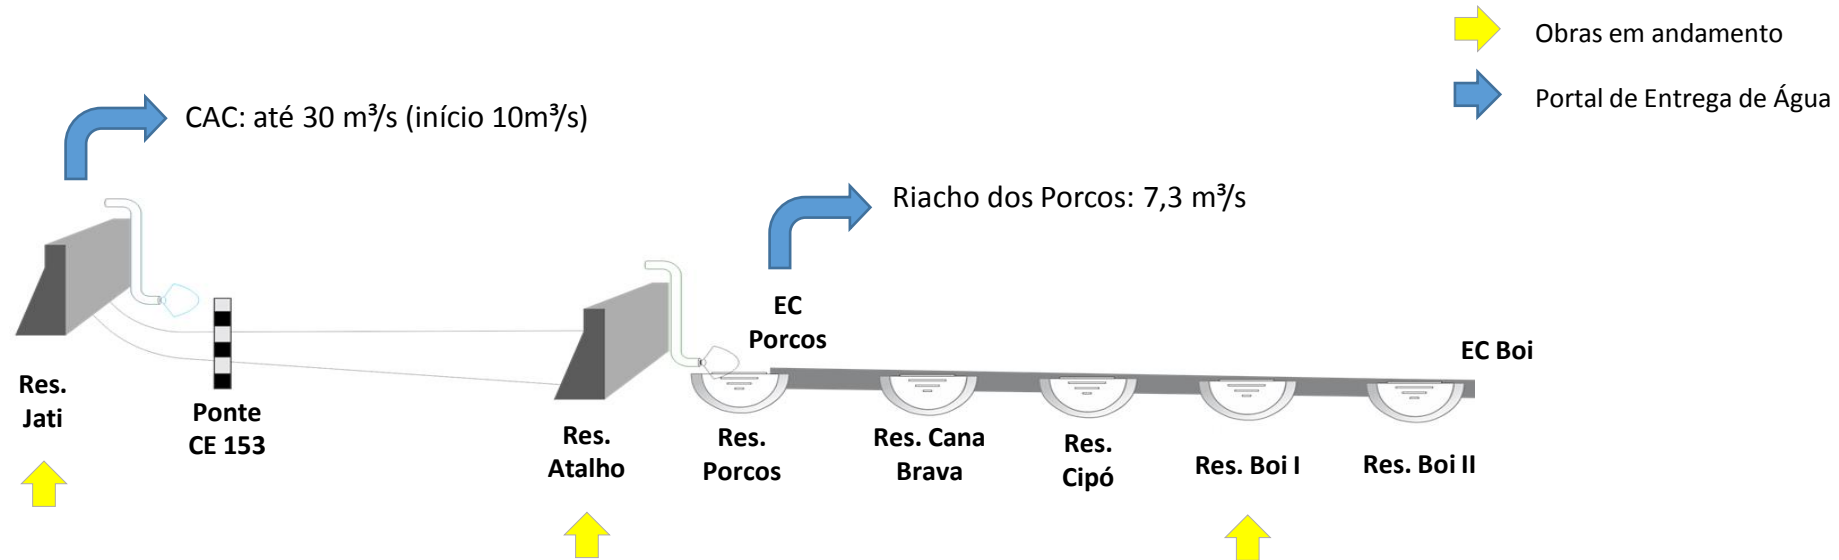 Obras em andamento
Portal de Entrega de Água
CAC: até 30 m³/s (início 10m³/s)
Riacho dos Porcos: 7,3 m³/s
EC
Porcos
EC Boi
Res.
Jati
Ponte
CE 153
Res.
Atalho
Res.
Porcos
Res. Cana
Brava
Res.
Cipó
Res. Boi I
Res. Boi II